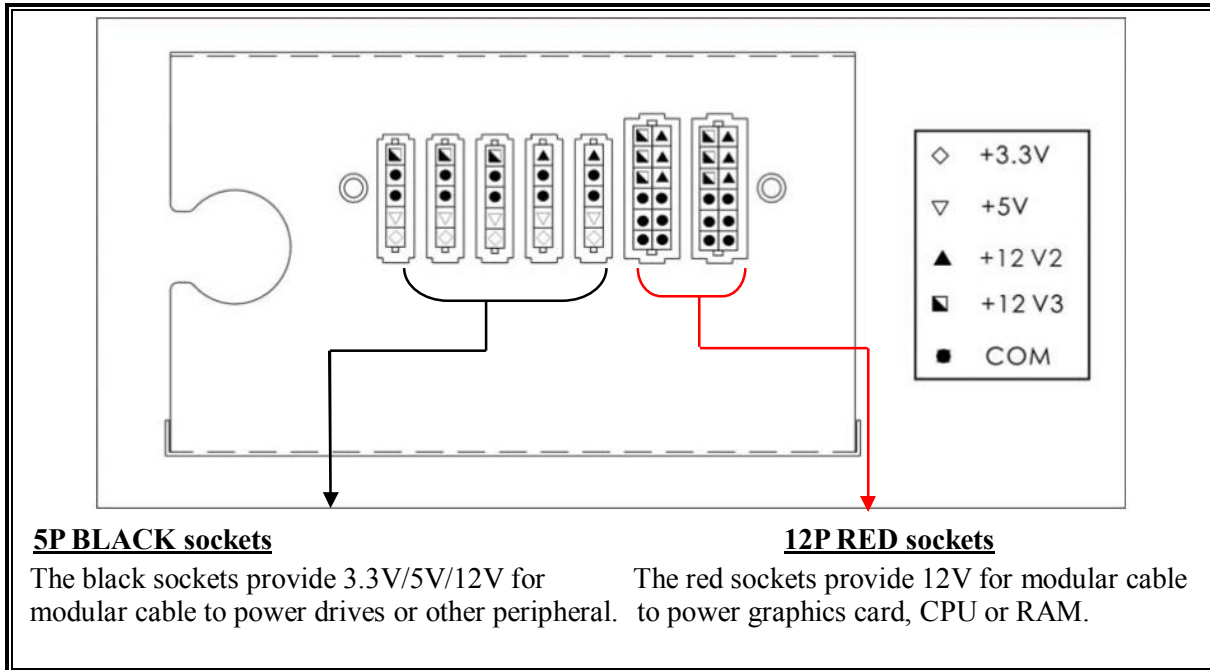 +3.3V
+5V
+12 V2
+12 V3
COM
5P BLACK sockets
The black sockets provide 3.3V/5V/12V for
modular cable to power drives or other peripheral.
12P RED sockets
The red sockets provide 12V for modular cable
to power graphics card, CPU or RAM.